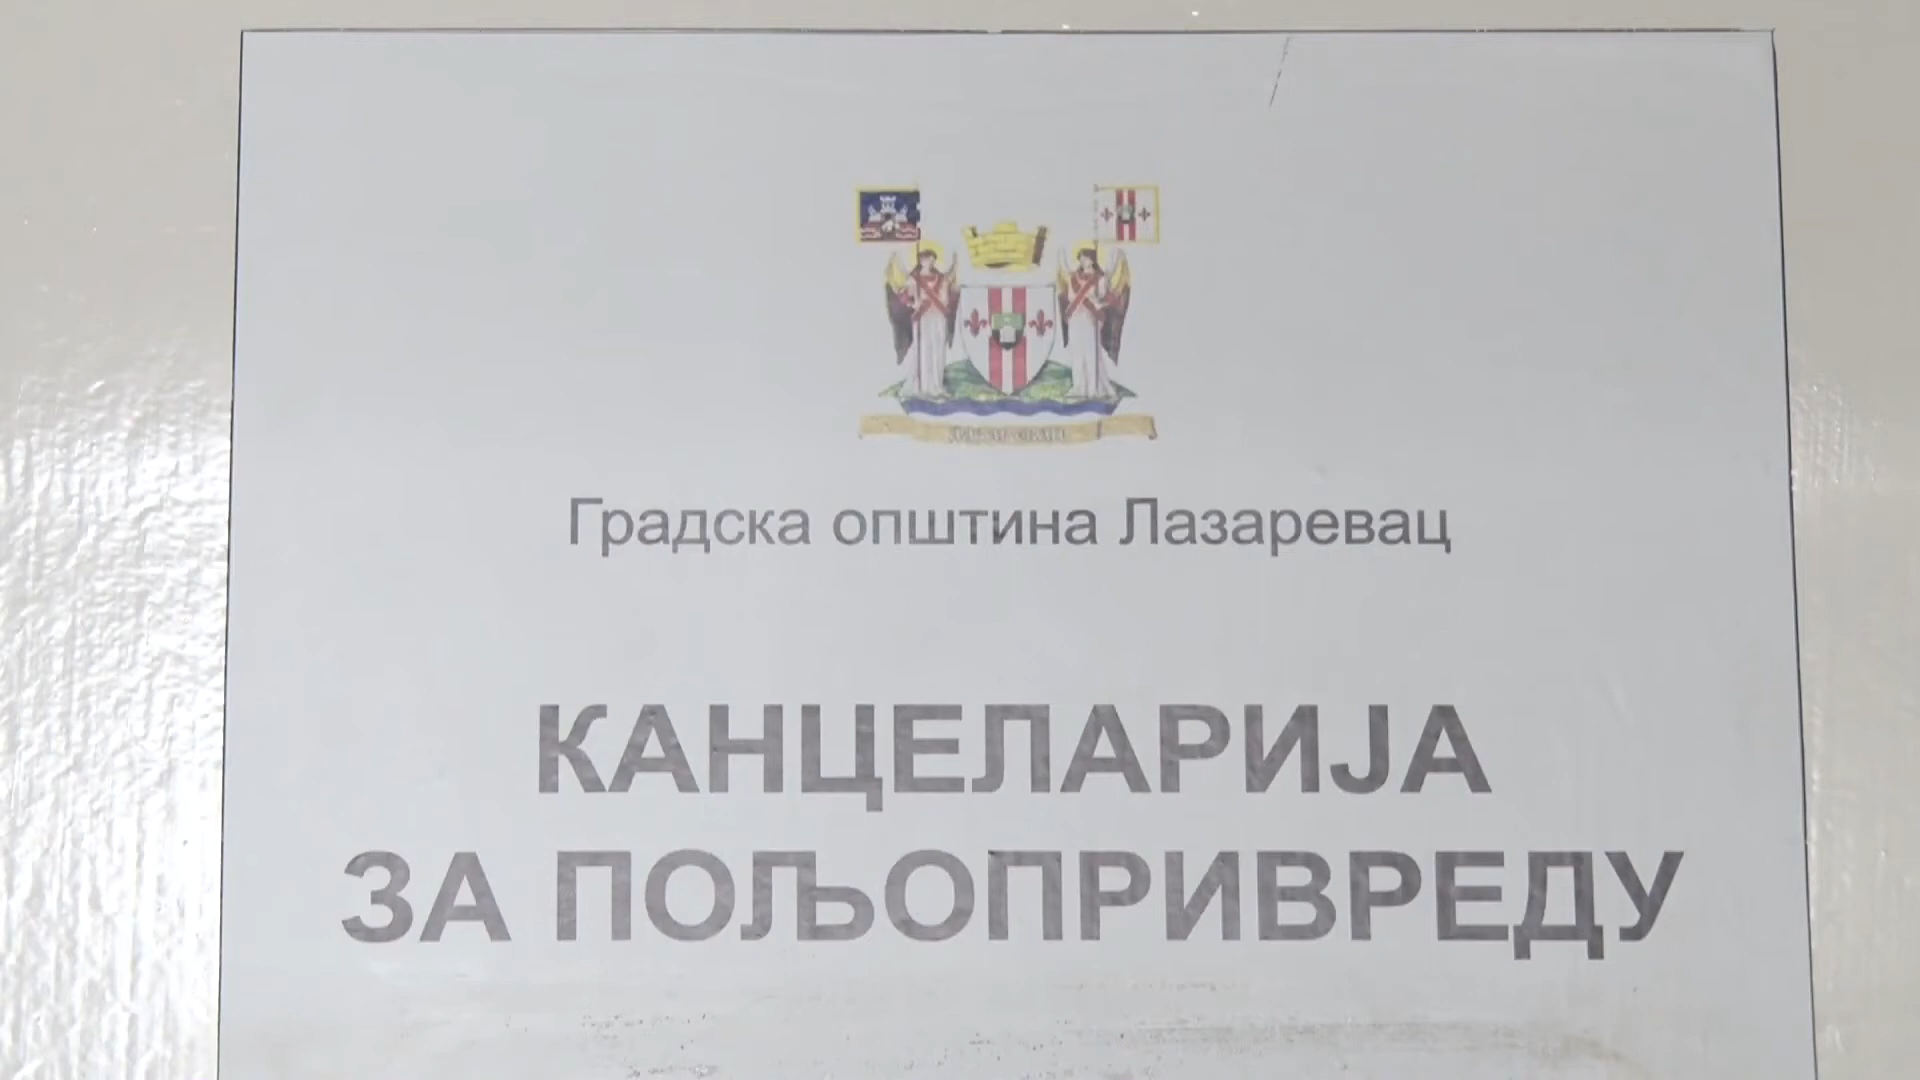 Градска општина Лазаревац
КАНЦЕЛАРИЈА
ЗА ПОЉОПРИВРЕДУ